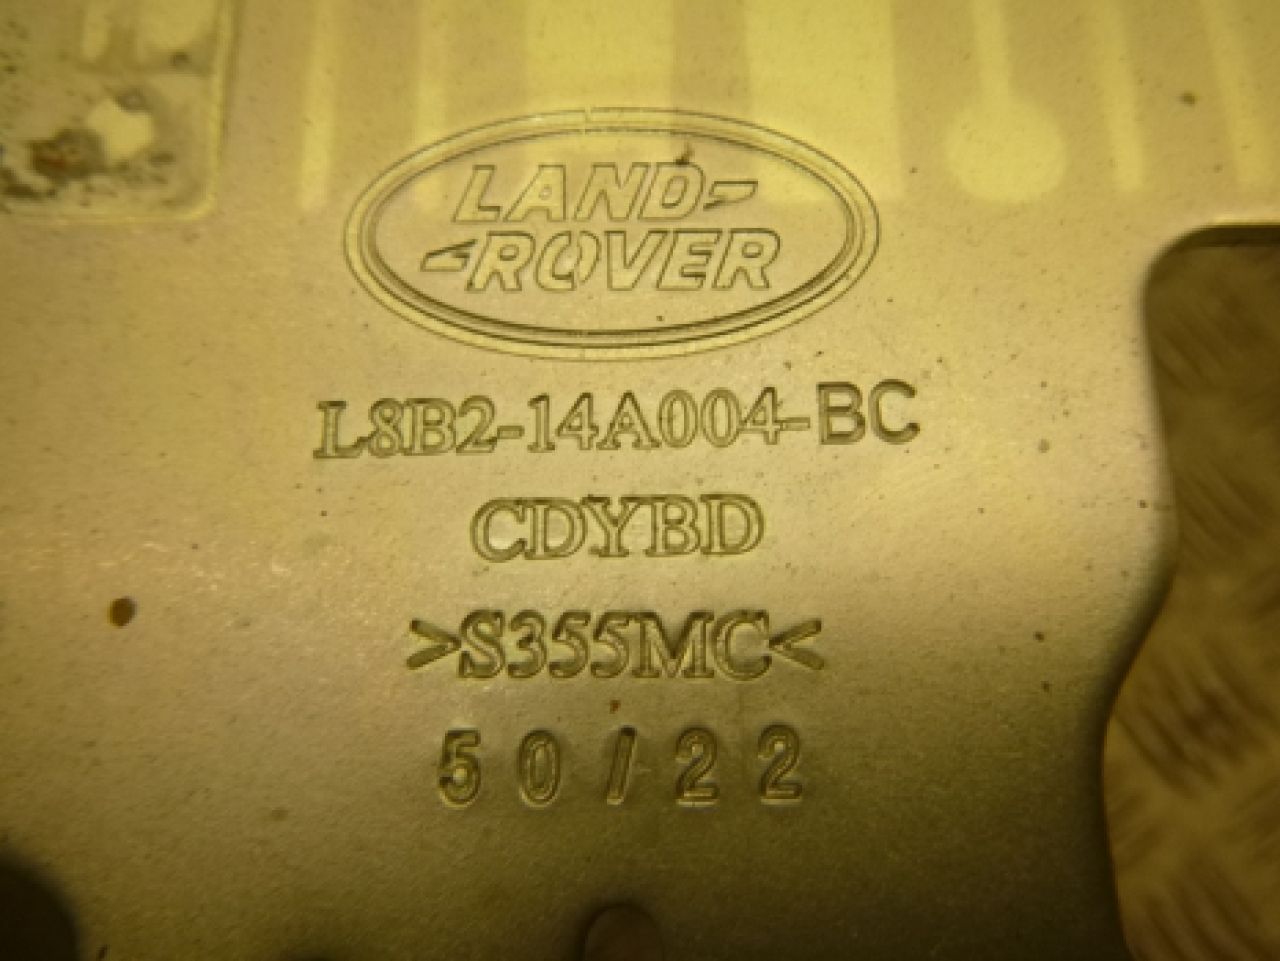 LAND
ROVER
L8B2-14A004-BC
CDYBD
>S355MC<
50/22